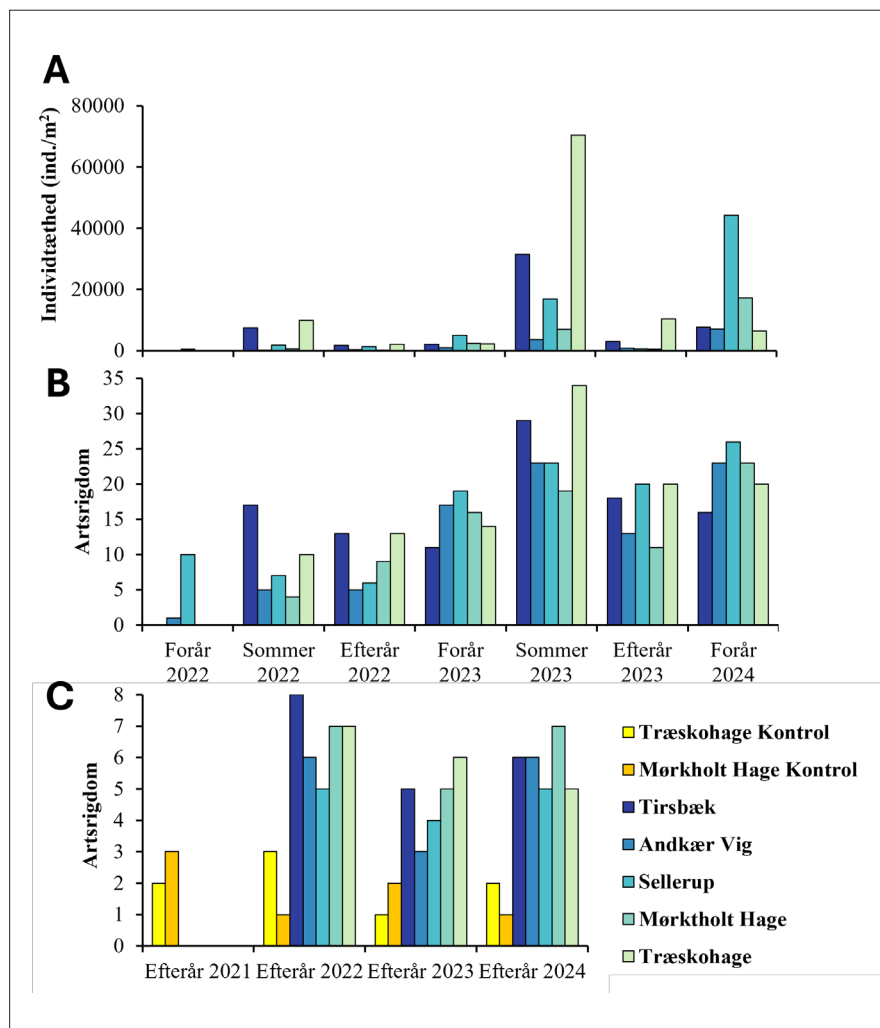 A
Individtæthed (ind./m²)
80000
60000
40000
20000
0
B
Artsrigdom
35
30
25
20
15
10
5
0
Forår Sommer Efterår Forår Sommer Efterår Forår
2022 2022 2022 2023 2023 2023 2024
C
Artsrigdom
8
7
6
5
4
3
2
1
0
Efterår 2021 Efterår 2022 Efterår 2023 Efterår 2024
Træskohage Kontrol
Mørkholt Hage Kontrol
Tirsbæk
Andkær Vig
Sellerup
Mørktholt Hage
Træskohage